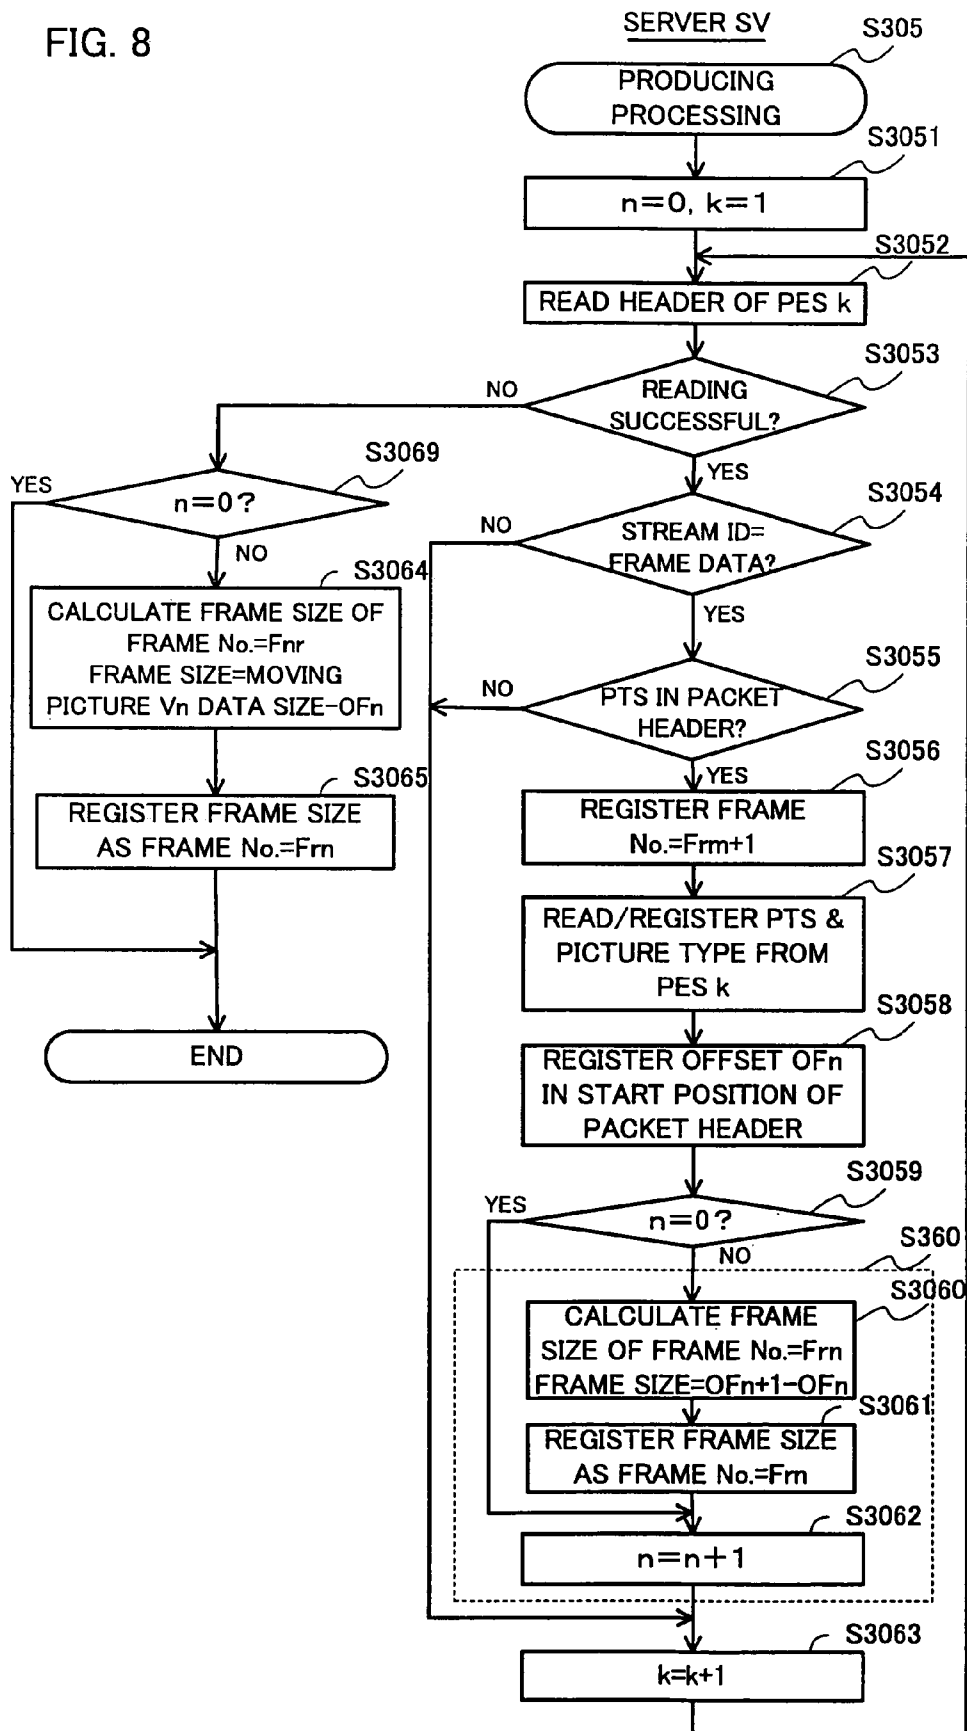 FIG. 8
SERVER SV
S305
PRODUCING
PROCESSING
S3051
n=0, k=1
S3052
READ HEADER OF PES k
S3053
READING
SUCCESSFUL?
NO
YES
S3069
n=0?
YES
NO
S3054
STREAM ID=
FRAME DATA?
NO
YES
S3064
CALCULATE FRAME SIZE OF
FRAME No.=Fnr
FRAME SIZE=MOVING
PICTURE Vn DATA SIZE-OFn
S3055
PTS IN PACKET
HEADER?
NO
YES
S3065
REGISTER FRAME SIZE
AS FRAME No.=Frn
S3056
REGISTER FRAME
No.=Frm+1
S3057
READ/REGISTER PTS &
PICTURE TYPE FROM
PES k
END
S3058
REGISTER OFFSET OFn
IN START POSITION OF
PACKET HEADER
S3059
n=0?
YES
NO
S360
S3060
CALCULATE FRAME
SIZE OF FRAME No.=Frn
FRAME SIZE=OFn+1-OFn
S3061
REGISTER FRAME SIZE
AS FRAME No.=Frn
S3062
n=n+1
S3063
k=k+1